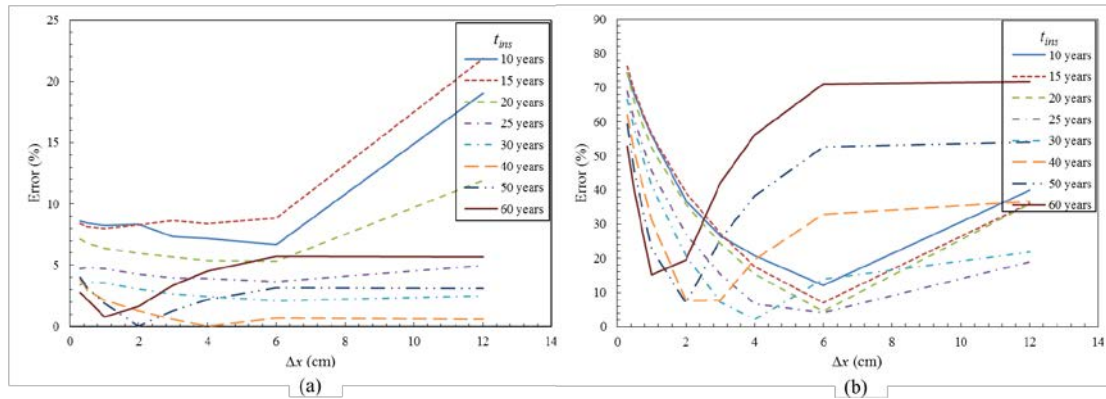 25
20
15
10
5
0
0
2
4
6
8
10
12
14
Error (%)
Δx (cm)
t_ins
10 years
15 years
20 years
25 years
30 years
40 years
50 years
60 years
(a)
90
80
70
60
50
40
30
20
10
0
0
2
4
6
8
10
12
14
Error (%)
Δx (cm)
t_ins
10 years
15 years
20 years
25 years
30 years
40 years
50 years
60 years
(b)